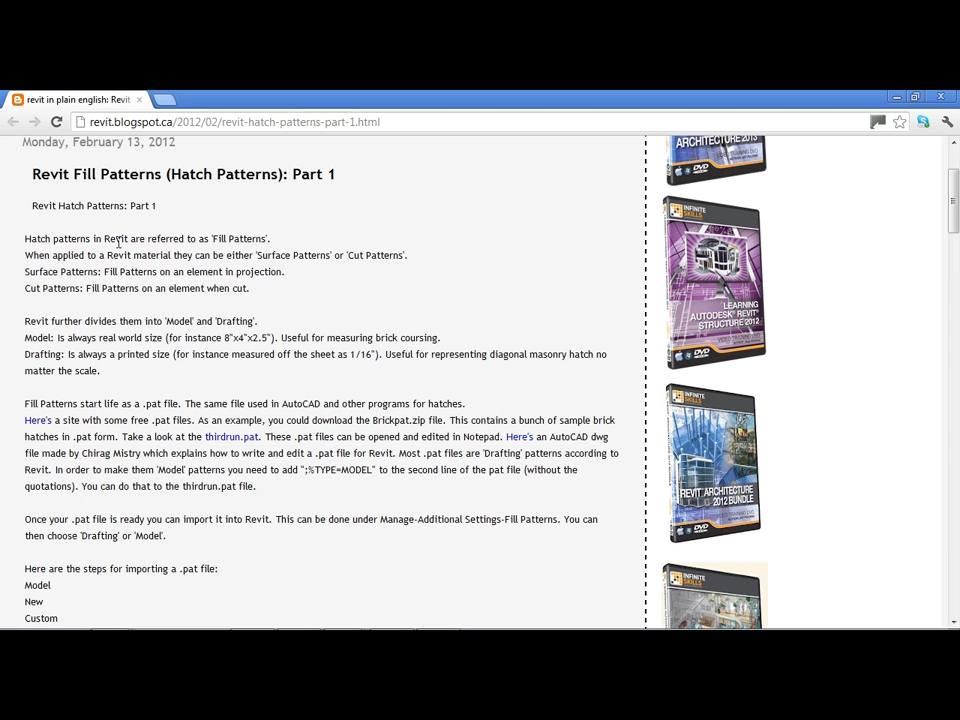 revit in plain english: Revit
revit.blogspot.ca/2012/02/revit-hatch-patterns-part-1.html
Monday, February 13, 2012
Revit Fill Patterns (Hatch Patterns): Part 1
Revit Hatch Patterns: Part 1
Hatch patterns in Revit are referred to as 'Fill Patterns'.
When applied to a Revit material they can be either 'Surface Patterns' or 'Cut Patterns'.
Surface Patterns: Fill Patterns on an element in projection.
Cut Patterns: Fill Patterns on an element when cut.
Revit further divides them into 'Model' and 'Drafting'.
Model: Is always real world size (for instance 8"x4"x2.5"). Useful for measuring brick coursing.
Drafting: Is always a printed size (for instance measured off the sheet as 1/16"). Useful for representing diagonal masonry hatch no
matter the scale.
Fill Patterns start life as a .pat file. The same file used in AutoCAD and other programs for hatches.
Here's a site with some free .pat files. As an example, you could download the Brickpat.zip file. This contains a bunch of sample brick
hatches in .pat form. Take a look at the thirdrun.pat. These .pat files can be opened and edited in Notepad. Here's an AutoCAD dwg
file made by Chirag Mistry which explains how to write and edit a .pat file for Revit. Most .pat files are 'Drafting' patterns according to
Revit. In order to make them 'Model' patterns you need to add ";%TYPE=MODEL" to the second line of the pat file (without the
quotations). You can do that to the thirdrun.pat file.
Once your .pat file is ready you can import it into Revit. This can be done under Manage-Additional Settings-Fill Patterns. You can
then choose 'Drafting' or 'Model'.
Here are the steps for importing a .pat file:
Model
New
Custom
ARCHITECTURE 2013
DVD
INFINITE
SKILLS
LEARNING
AUTODESK® REVIT®
STRUCTURE 2012
VIDEO TRAINING DVD
DVD
INFINITE
SKILLS
REVIT ARCHITECTURE
2012 BUNDLE
DVD
INFINITE
SKILLS